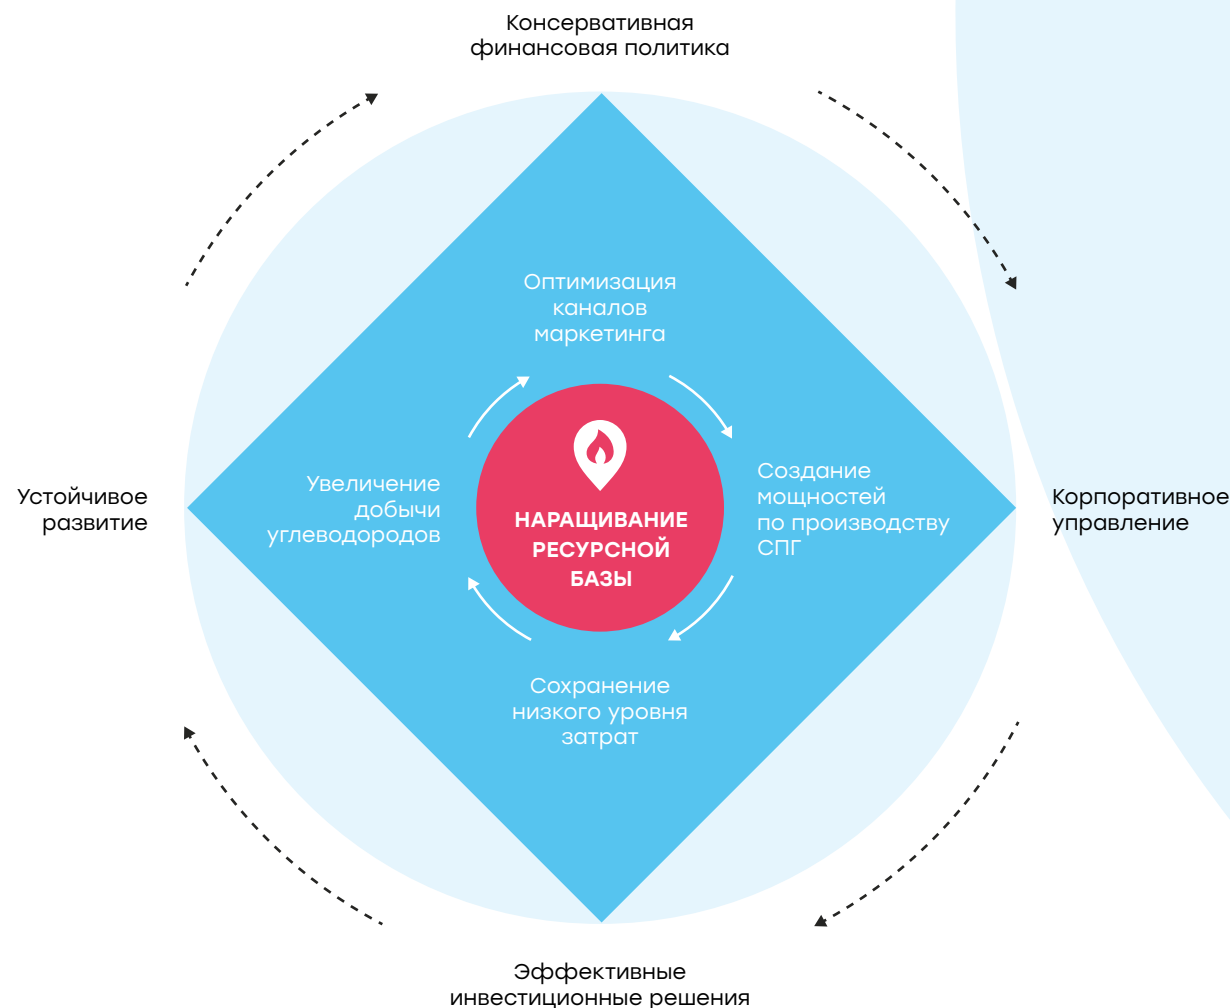 Консервативная
финансовая политика
Оптимизация
каналов
маркетинга
Устойчивое
развитие
Увеличение
добычи
углеводородов
НАРАЩИВАНИЕ
РЕСУРСНОЙ
БАЗЫ
Создание
мощностей
по производству
СПГ
Корпоративное
управление
Сохранение
низкого уровня
затрат
Эффективные
инвестиционные решения